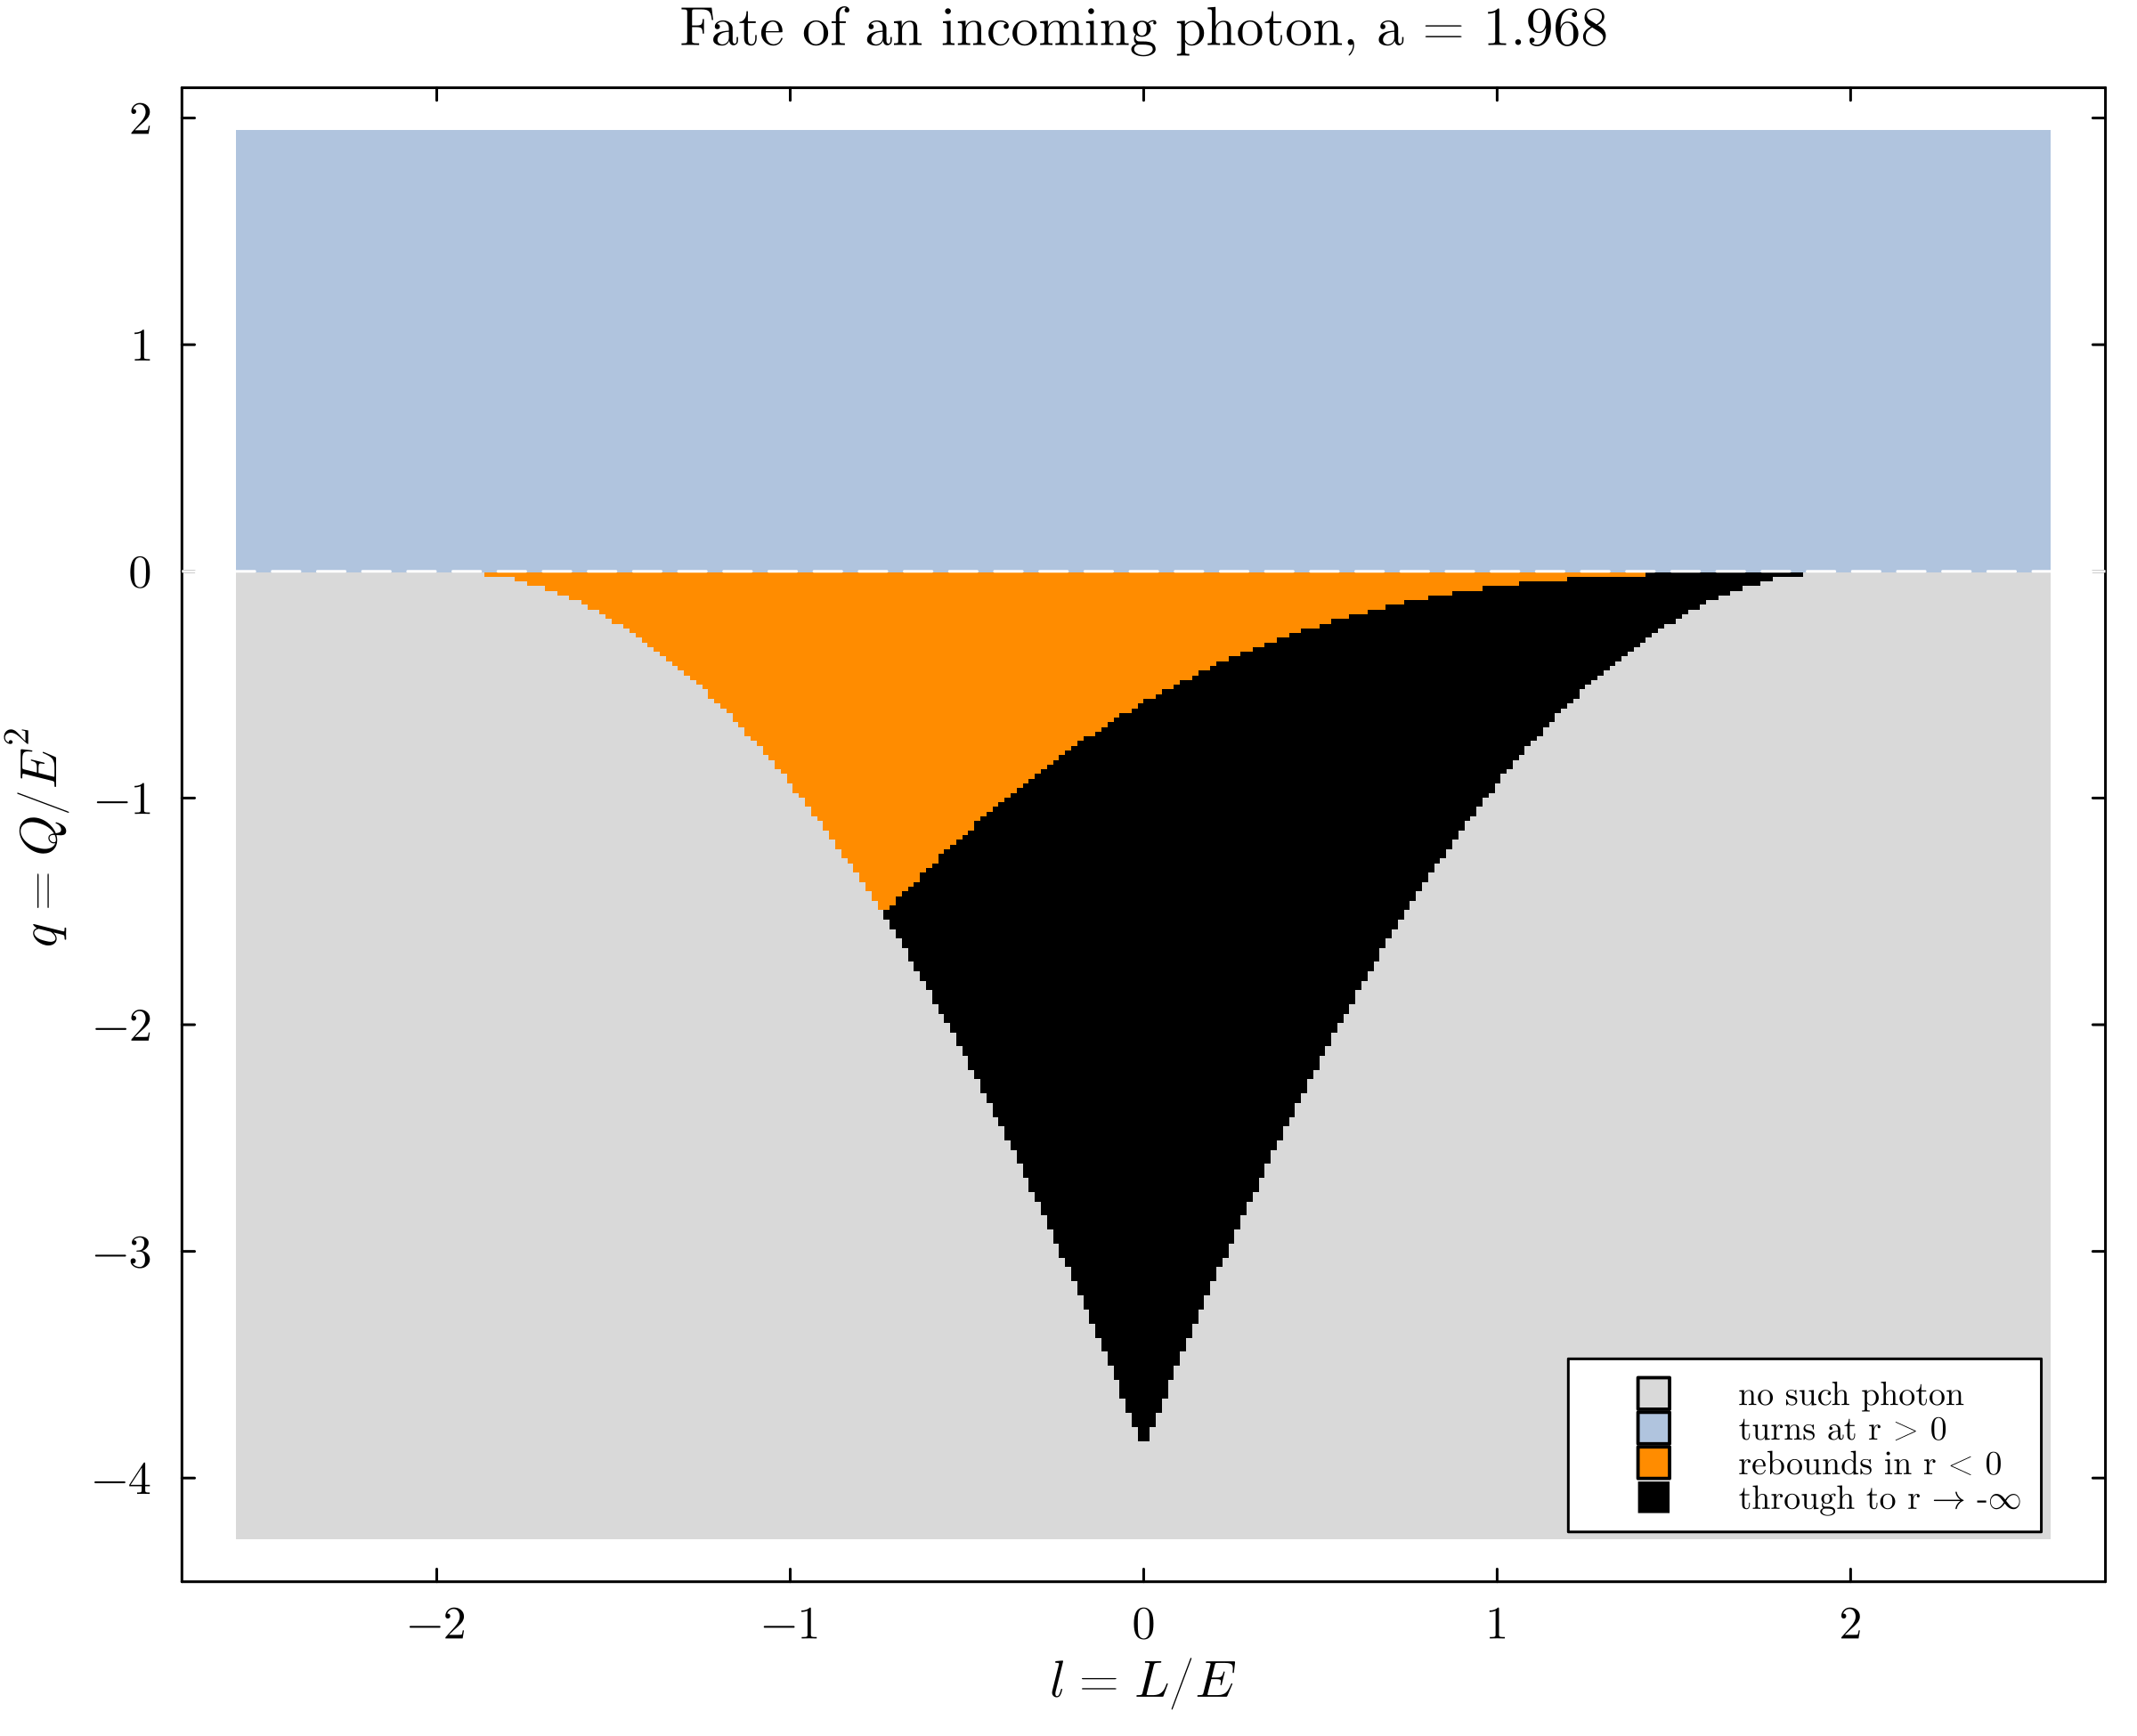 Fate of an incoming photon, a = 1.968
2
1
0
−1
−2
−3
−4
q = Q/E²
−2
−1
0
1
2
l = L/E
no such photon
turns at r > 0
rebounds in r < 0
through to r → -∞